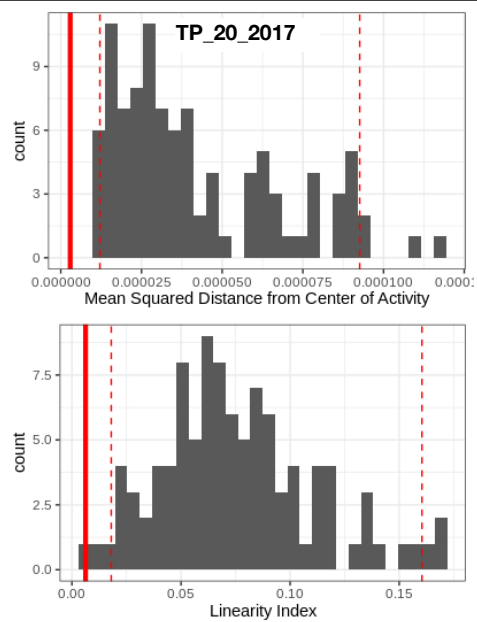 TP_20_2017
count
9
6
3
0
0.000000 0.000025 0.000050 0.000075 0.000100
Mean Squared Distance from Center of Activity
count
7.5
5.0
2.5
0.0
0.00 0.05 0.10 0.15
Linearity Index